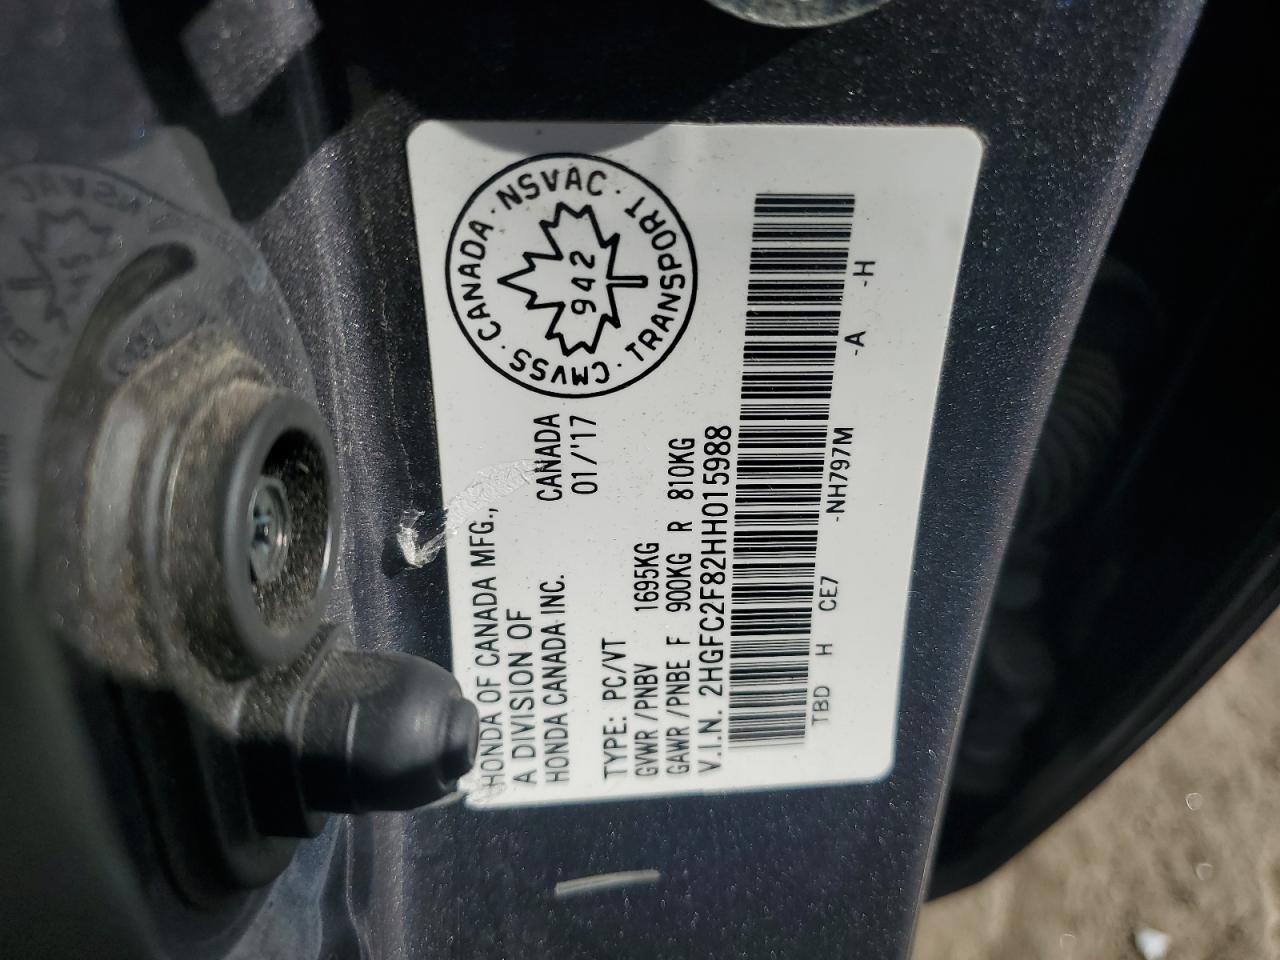 HONDA OF CANADA MFG.,
A DIVISION OF
HONDA CANADA INC.
CANADA
01/'17
CANADA · NSVAC · TRANSPORT · CMVSS ·
942
TYPE: PC/VT
GVWR/PNBV 1695KG
GAWR/PNBE F 900KG R 810KG
V.I.N. 2HGFC2F82HH015988
TBD H CE7 -NH797M -A -H